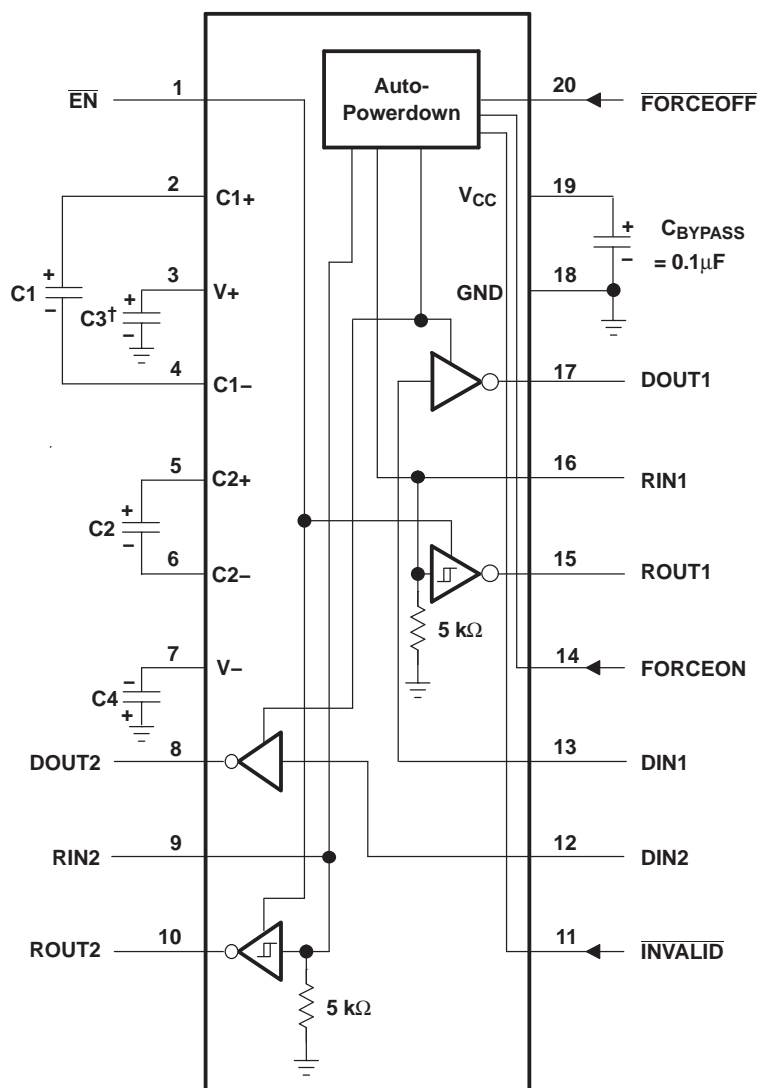 Auto-
Powerdown
EN
1
20
FORCEOFF
2
C1+
VCC
19
+
CBYPASS
–
= 0.1µF
+
C1
–
3
V+
+
C3†
–
GND
18
4
C1–
17
DOUT1
5
C2+
16
RIN1
+
C2
–
6
C2–
15
ROUT1
5 kΩ
7
V–
–
C4
+
14
FORCEON
DOUT2
8
13
DIN1
RIN2
9
12
DIN2
ROUT2
10
11
INVALID
5 kΩ